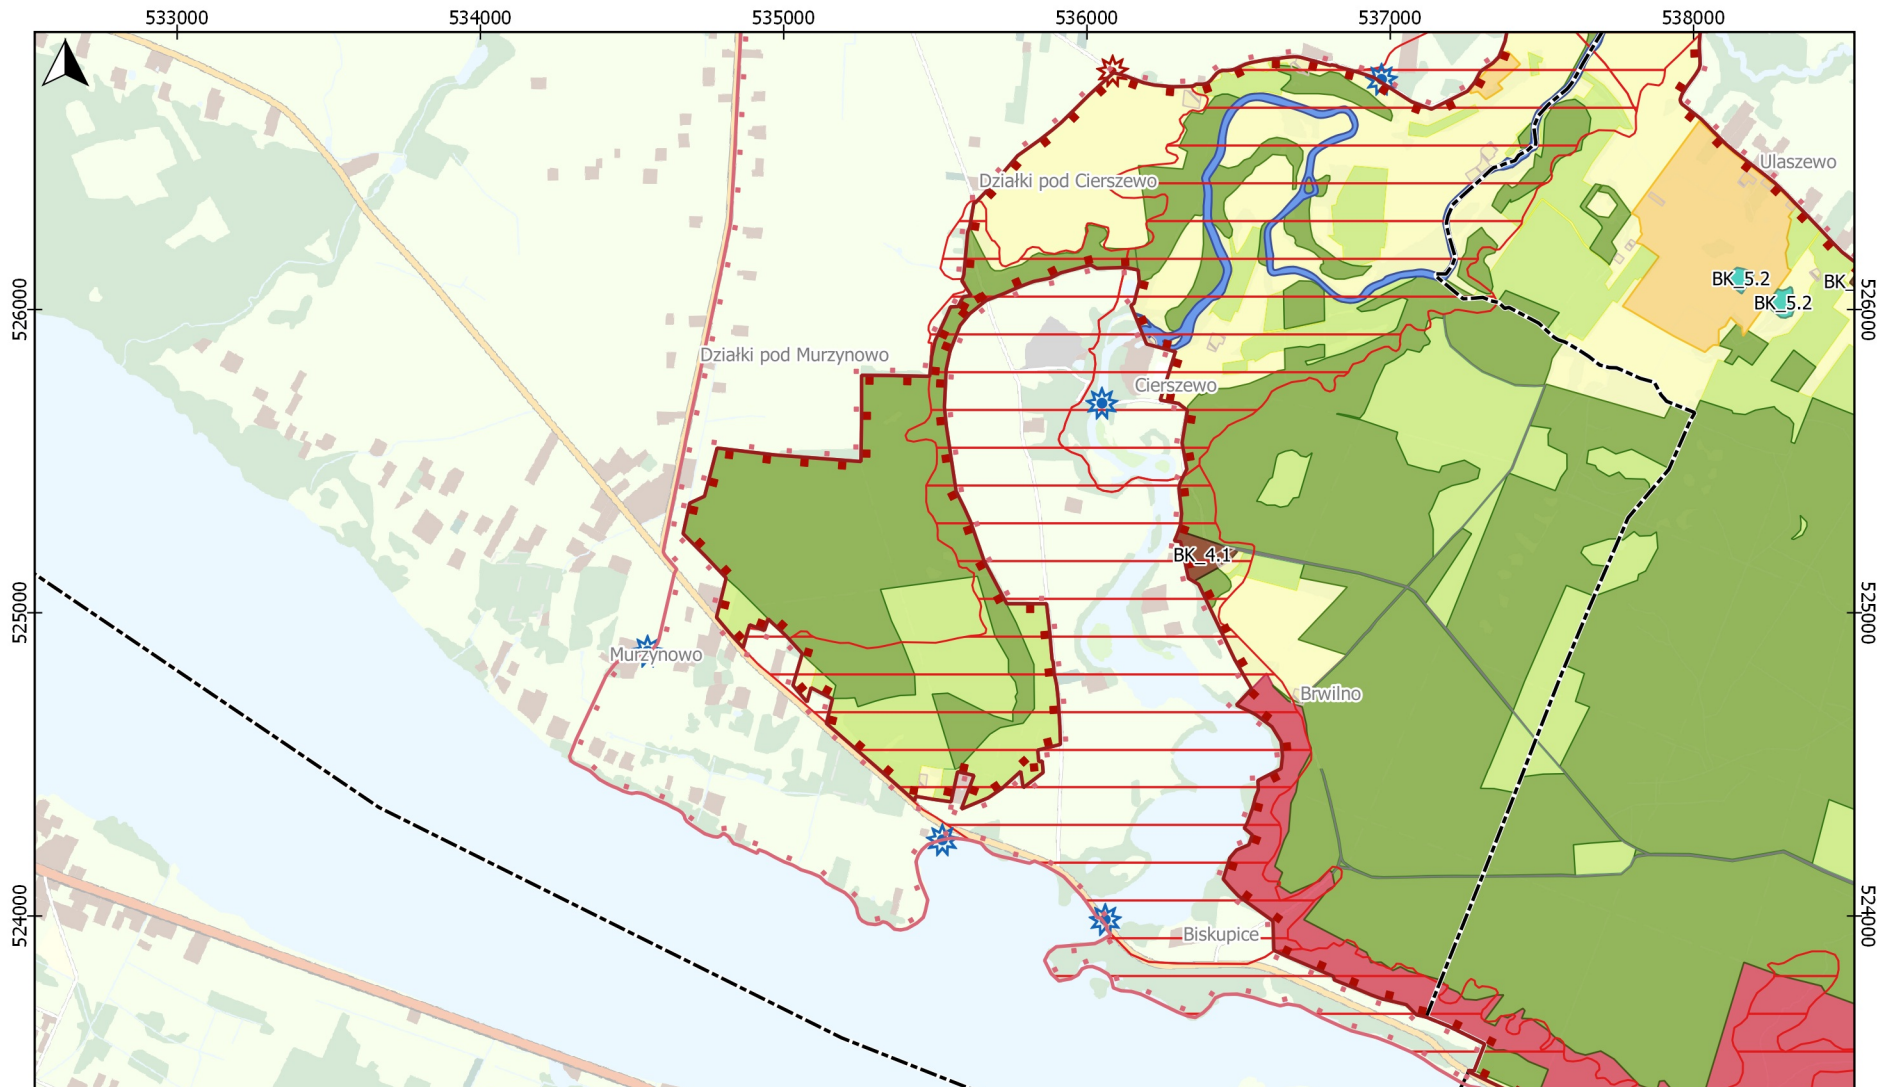 533000 534000 535000 536000 537000 538000
Ulaszewo
Działki pod Cierszewo
BK_5.2
BK_
BK_5.2
526000
526000
Działki pod Murzynowo
Cierszewo
BK_4.1
525000
525000
Murzynowo
Brwilno
524000
524000
Biskupice